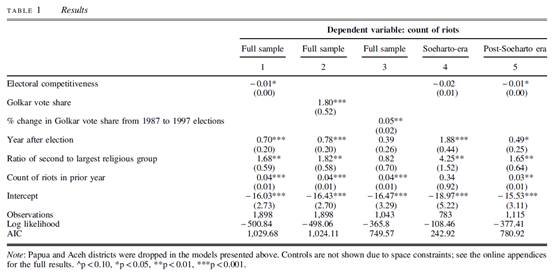 TABLE 1 Results
Dependent variable: count of riots
Full sample Full sample Full sample Soeharto-era Post-Soeharto era
1 2 3 4 5
Electoral competitiveness −0.01* −0.02 −0.01*
(0.00) (0.01) (0.00)
Golkar vote share 1.80***
(0.52)
% change in Golkar vote share from 1987 to 1997 elections 0.05**
(0.02)
Year after election 0.70*** 0.78*** 0.39 1.88*** 0.49*
(0.20) (0.20) (0.26) (0.44) (0.25)
Ratio of second to largest religious group 1.68** 1.82** 0.82 4.25** 1.65**
(0.59) (0.58) (0.70) (1.52) (0.64)
Count of riots in prior year 0.04*** 0.04*** 0.04*** 0.34 0.03**
(0.01) (0.01) (0.01) (0.92) (0.01)
Intercept −16.03*** −16.43*** −16.47*** −18.97*** −15.53***
(2.73) (2.70) (3.29) (5.22) (3.11)
Observations 1,898 1,898 1,043 783 1,115
Log likelihood −500.84 −498.06 −365.8 −108.46 −377.41
AIC 1,029.68 1,024.11 749.57 242.92 780.92
Note: Papua and Aceh districts were dropped in the models presented above. Controls are not shown due to space constraints; see the online appendices
for the full results. ^p < 0.10, *p < 0.05, **p < 0.01, ***p < 0.001.